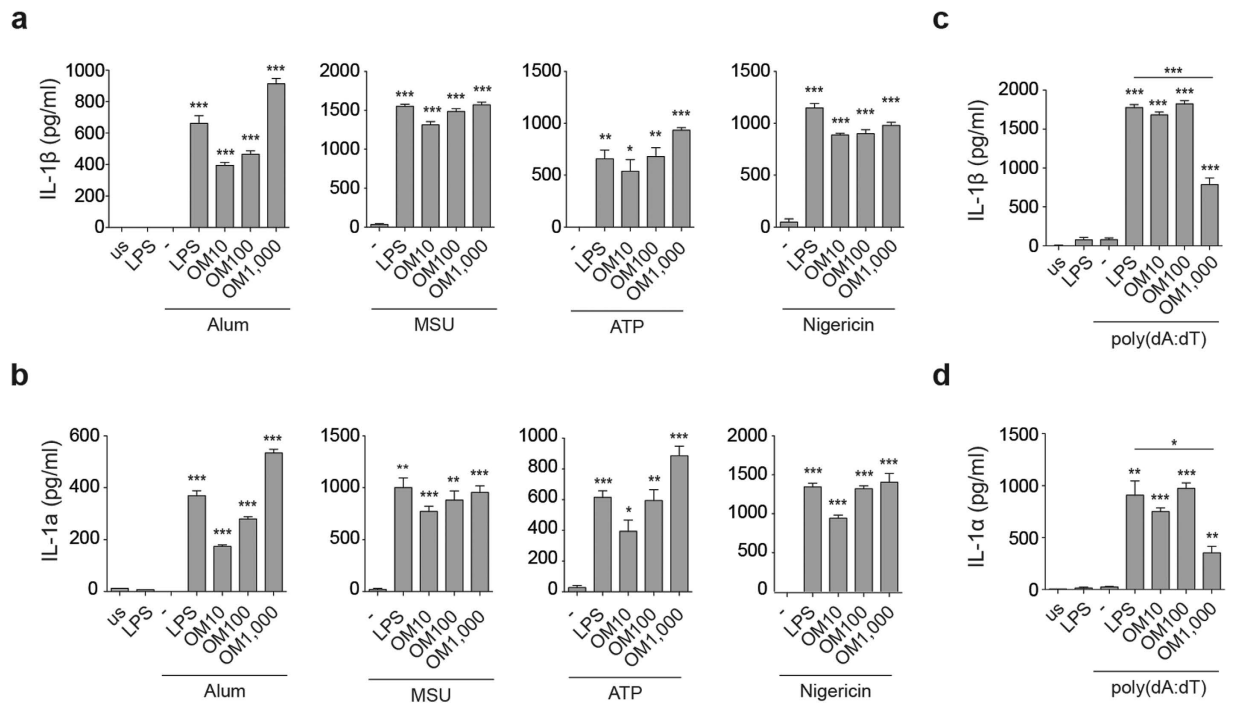 a
IL-1β (pg/ml)
1000
800
600
400
200
0
*** *** *** ***
us LPS - LPS OM10 OM100 OM1,000
Alum
2000
1500
1000
500
0
*** *** *** ***
- LPS OM10 OM100 OM1,000
MSU
1500
1000
500
0
** * ** ***
- LPS OM10 OM100 OM1,000
ATP
1500
1000
500
0
*** *** *** ***
- LPS OM10 OM100 OM1,000
Nigericin
c
IL-1β (pg/ml)
2000
1500
1000
500
0
***
*** *** *** ***
us LPS - LPS OM10 OM100 OM1,000
poly(dA:dT)
b
IL-1a (pg/ml)
600
400
200
0
*** *** *** ***
us LPS - LPS OM10 OM100 OM1,000
Alum
1500
1000
500
0
** *** ** ***
- LPS OM10 OM100 OM1,000
MSU
1000
800
600
400
200
0
*** * ** ***
- LPS OM10 OM100 OM1,000
ATP
2000
1500
1000
500
0
*** *** *** ***
- LPS OM10 OM100 OM1,000
Nigericin
d
IL-1α (pg/ml)
1500
1000
500
0
*
** *** *** **
us LPS - LPS OM10 OM100 OM1,000
poly(dA:dT)